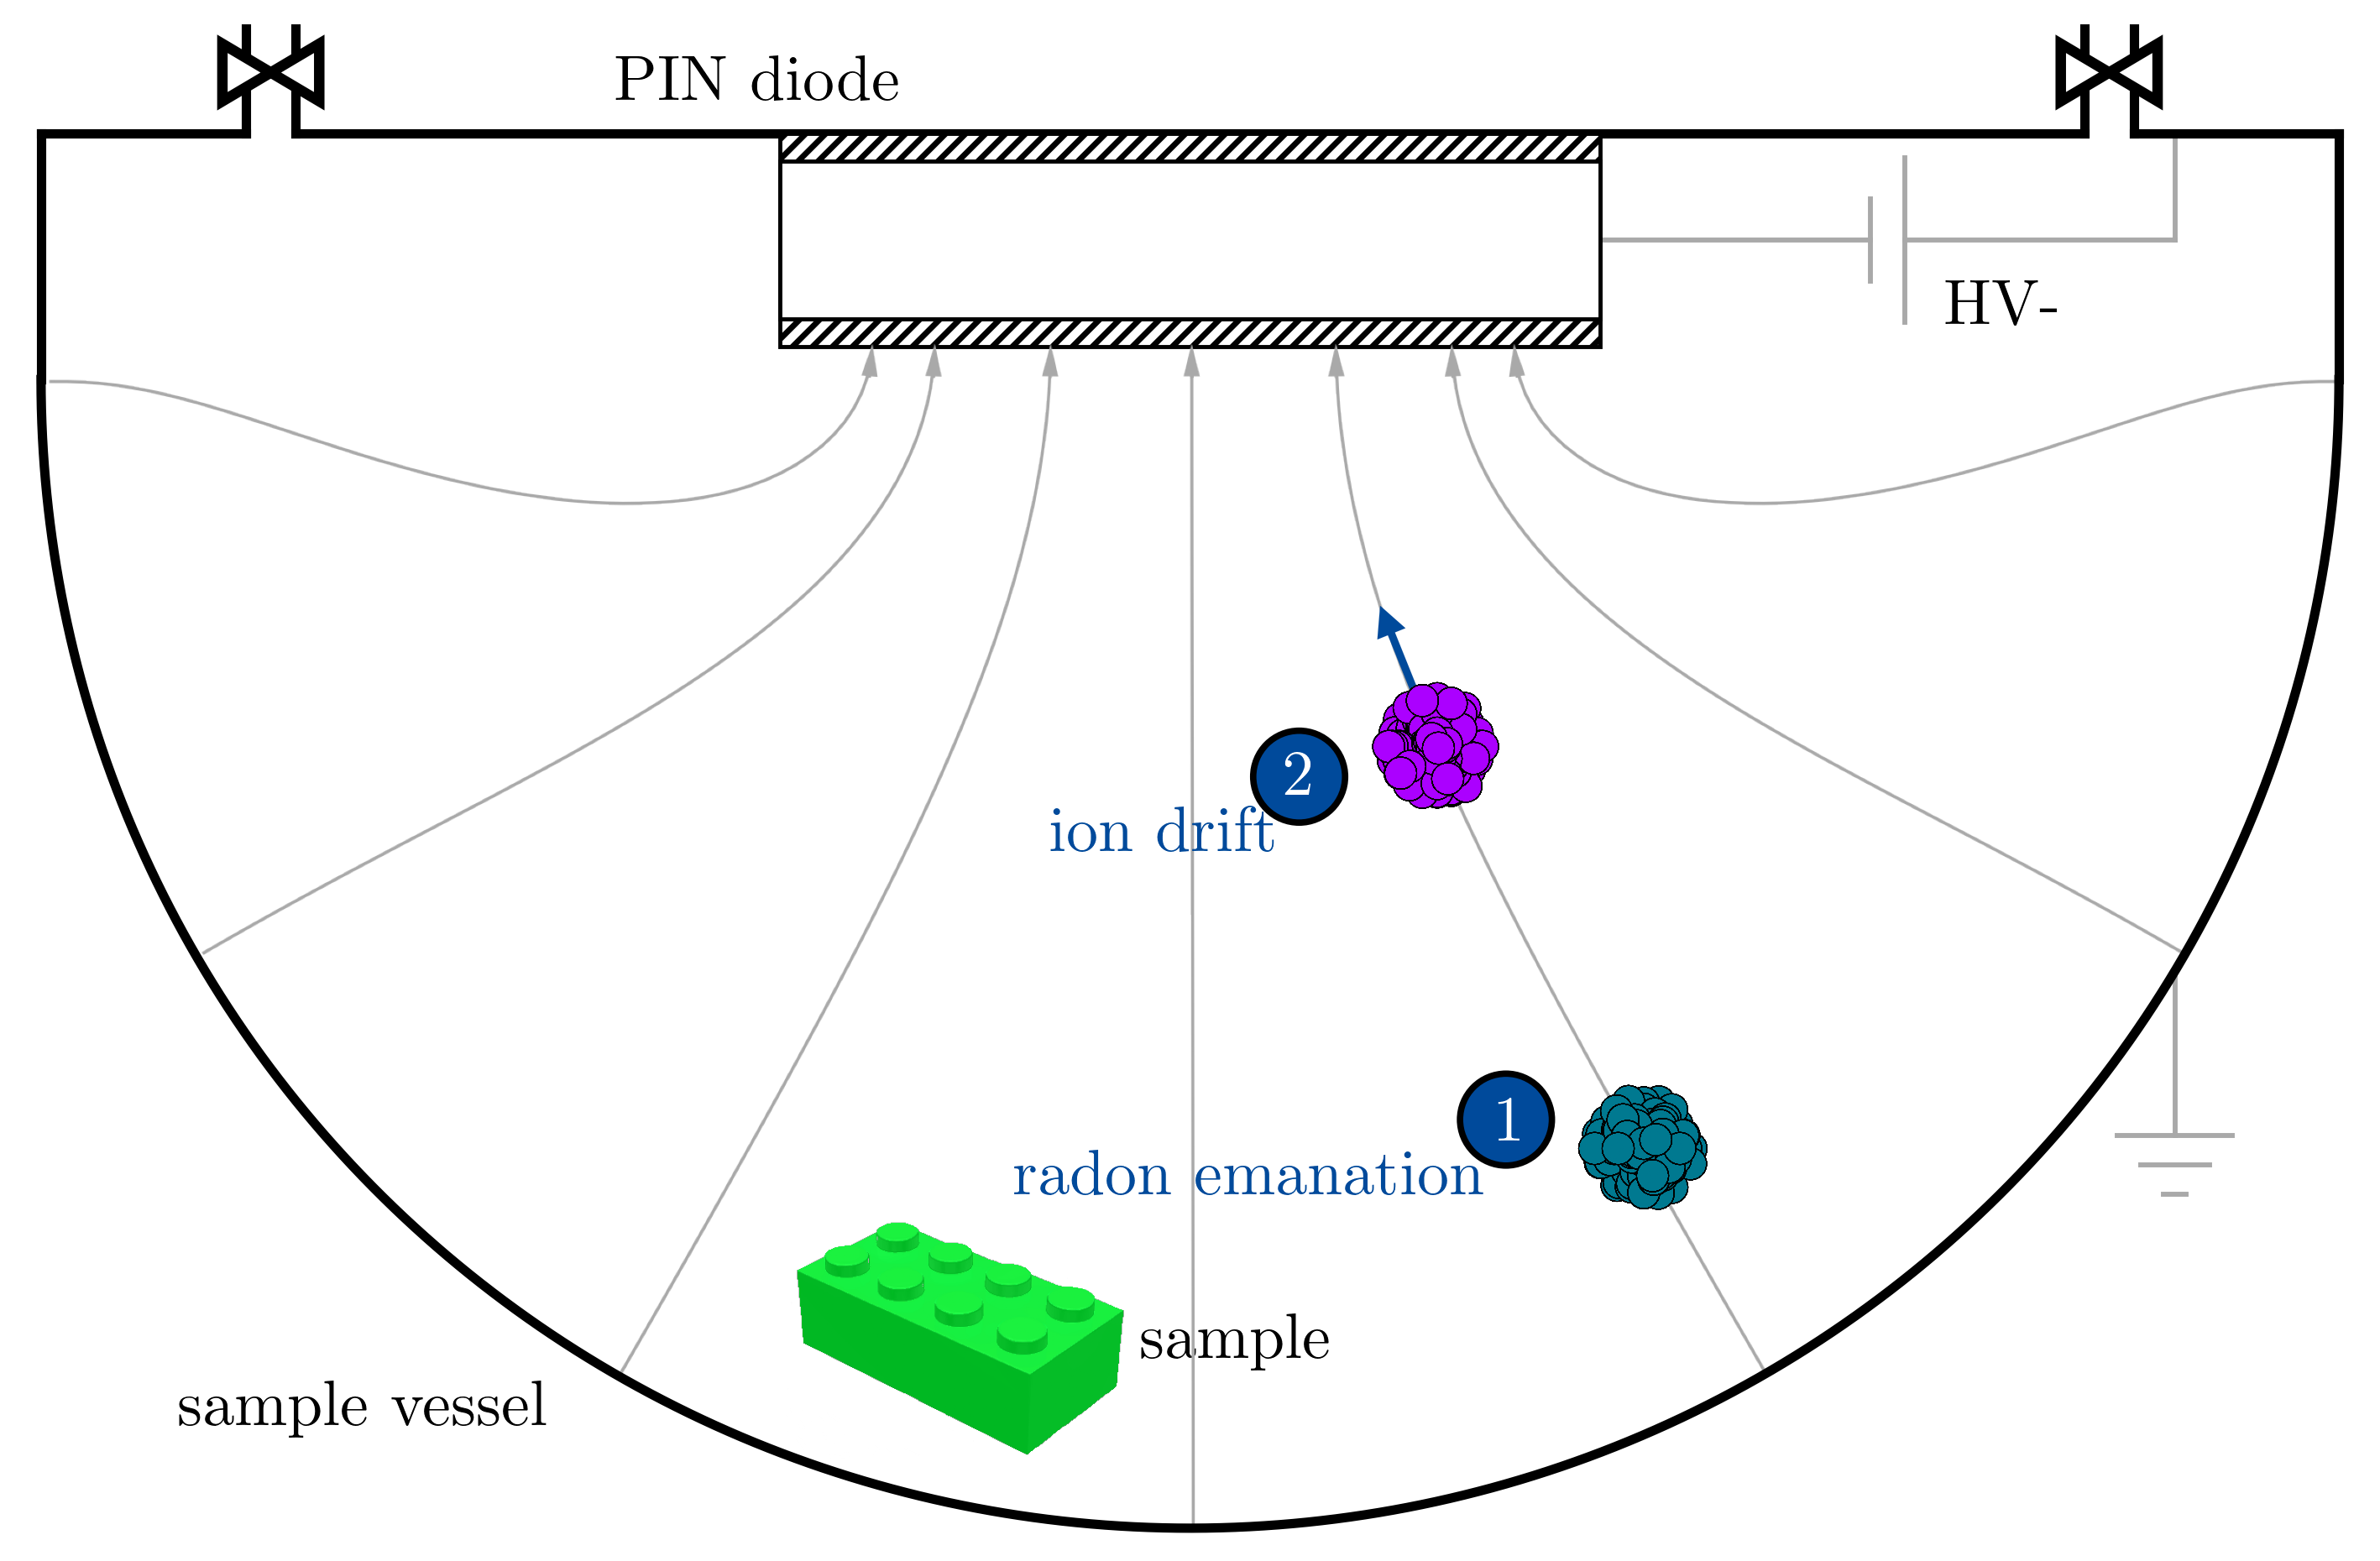 PIN diode
HV-
2
ion drift
1
radon emanation
sample
sample vessel